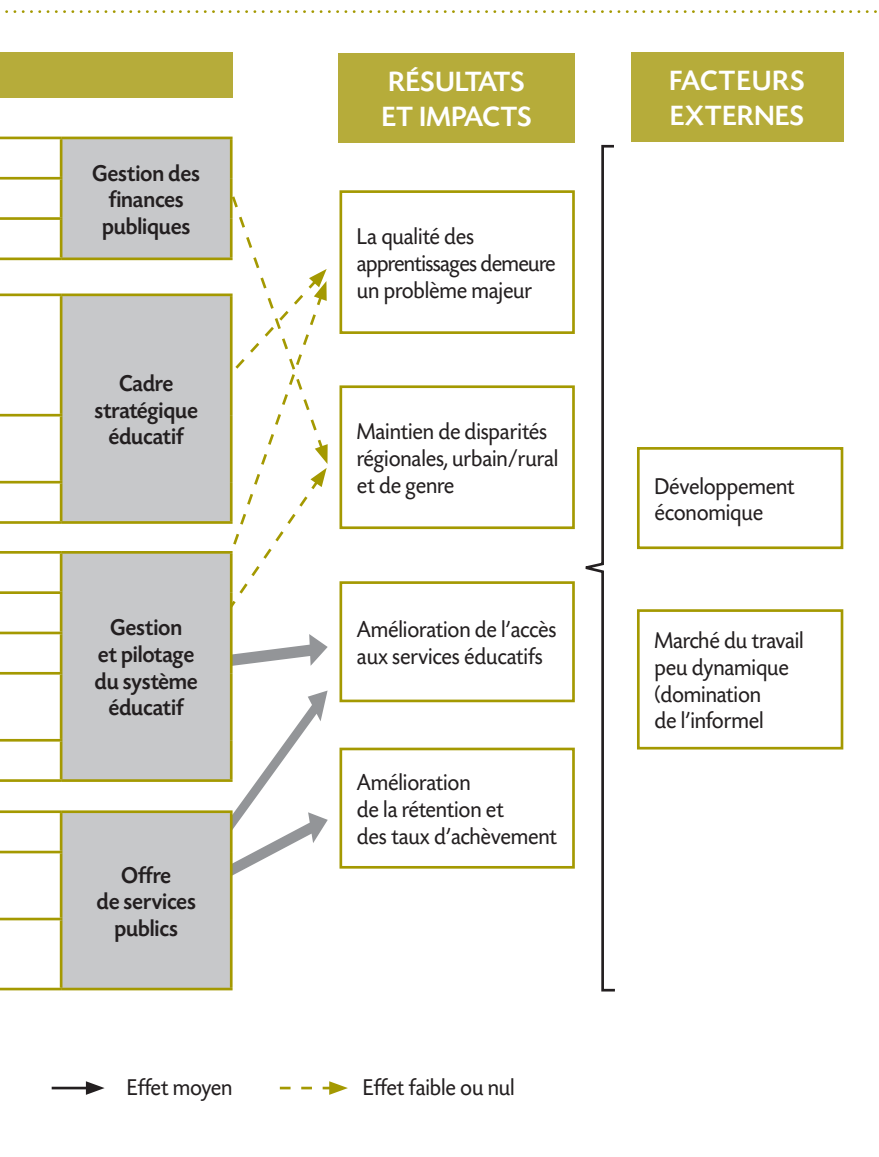 RÉSULTATS
ET IMPACTS
FACTEURS
EXTERNES
Gestion des
finances
publiques
Cadre
stratégique
éducatif
Gestion
et pilotage
du système
éducatif
Offre
de services
publics
La qualité des
apprentissages demeure
un problème majeur
Maintien de disparités
régionales, urbain/rural
et de genre
Amélioration de l'accès
aux services éducatifs
Amélioration
de la rétention et
des taux d'achèvement
Développement
économique
Marché du travail
peu dynamique
(domination
de l'informel
Effet moyen
Effet faible ou nul